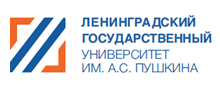 ЛЕНИНГРАДСКИЙ
ГОСУДАРСТВЕННЫЙ
УНИВЕРСИТЕТ
ИМ. А.С. ПУШКИНА